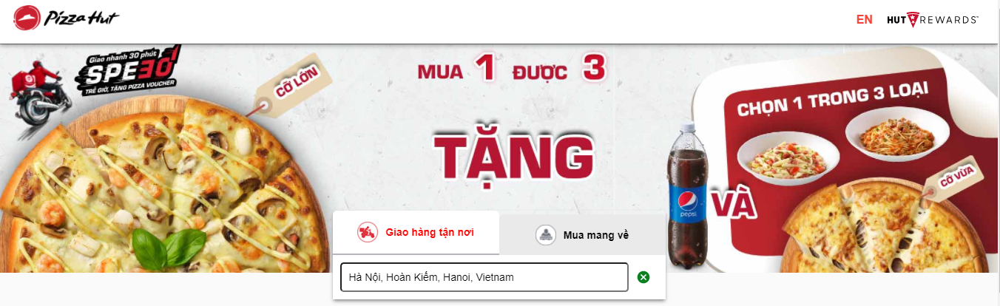 Pizza Hut
EN
HUT REWARDS™
Giao nhanh 30 phút
SPE30'
TRỄ GIỜ, TẶNG PIZZA VOUCHER
CỠ LỚN
MUA 1 ĐƯỢC 3
TẶNG
CHỌN 1 TRONG 3 LOẠI
CỠ VỪA
pepsi
VÀ
Giao hàng tận nơi
Mua mang về
Hà Nội, Hoàn Kiếm, Hanoi, Vietnam